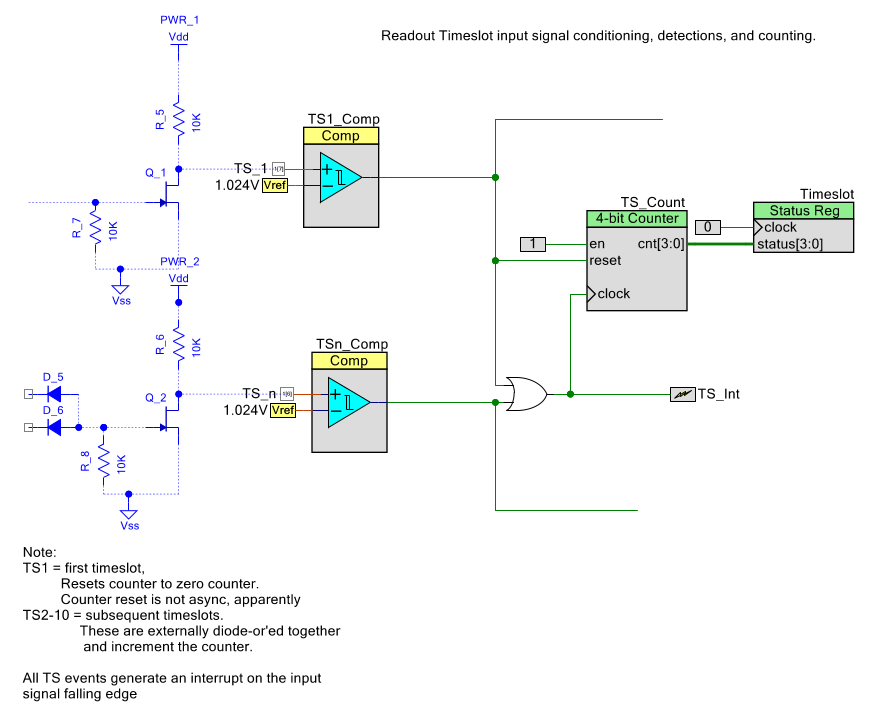 PWR_1
Vdd
Readout Timeslot input signal conditioning, detections, and counting.
R_5
10K
TS1_Comp
Comp
Q_1
TS_1
1.024V Vref
R_7
10K
Vss
TS_Count
4-bit Counter
1
en
cnt[3:0]
reset
clock
Timeslot
Status Reg
0
clock
status[3:0]
PWR_2
Vdd
R_6
10K
TSn_Comp
Comp
D_5
D_6
Q_2
TS_n
1.024V Vref
R_8
10K
Vss
TS_Int
Note:
TS1 = first timeslot,
Resets counter to zero counter.
Counter reset is not async, apparently
TS2-10 = subsequent timeslots.
These are externally diode-or'ed together
and increment the counter.
All TS events generate an interrupt on the input
signal falling edge